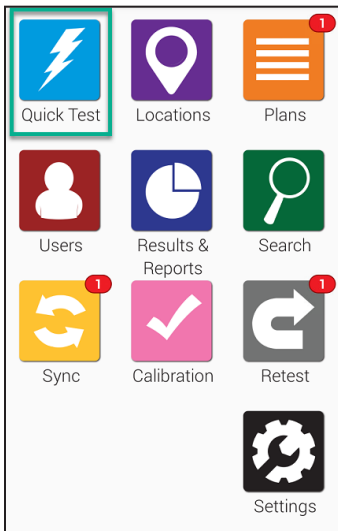 1
Quick Test Locations Plans
Users Results & Search
Reports
1 1
Sync Calibration Retest
Settings